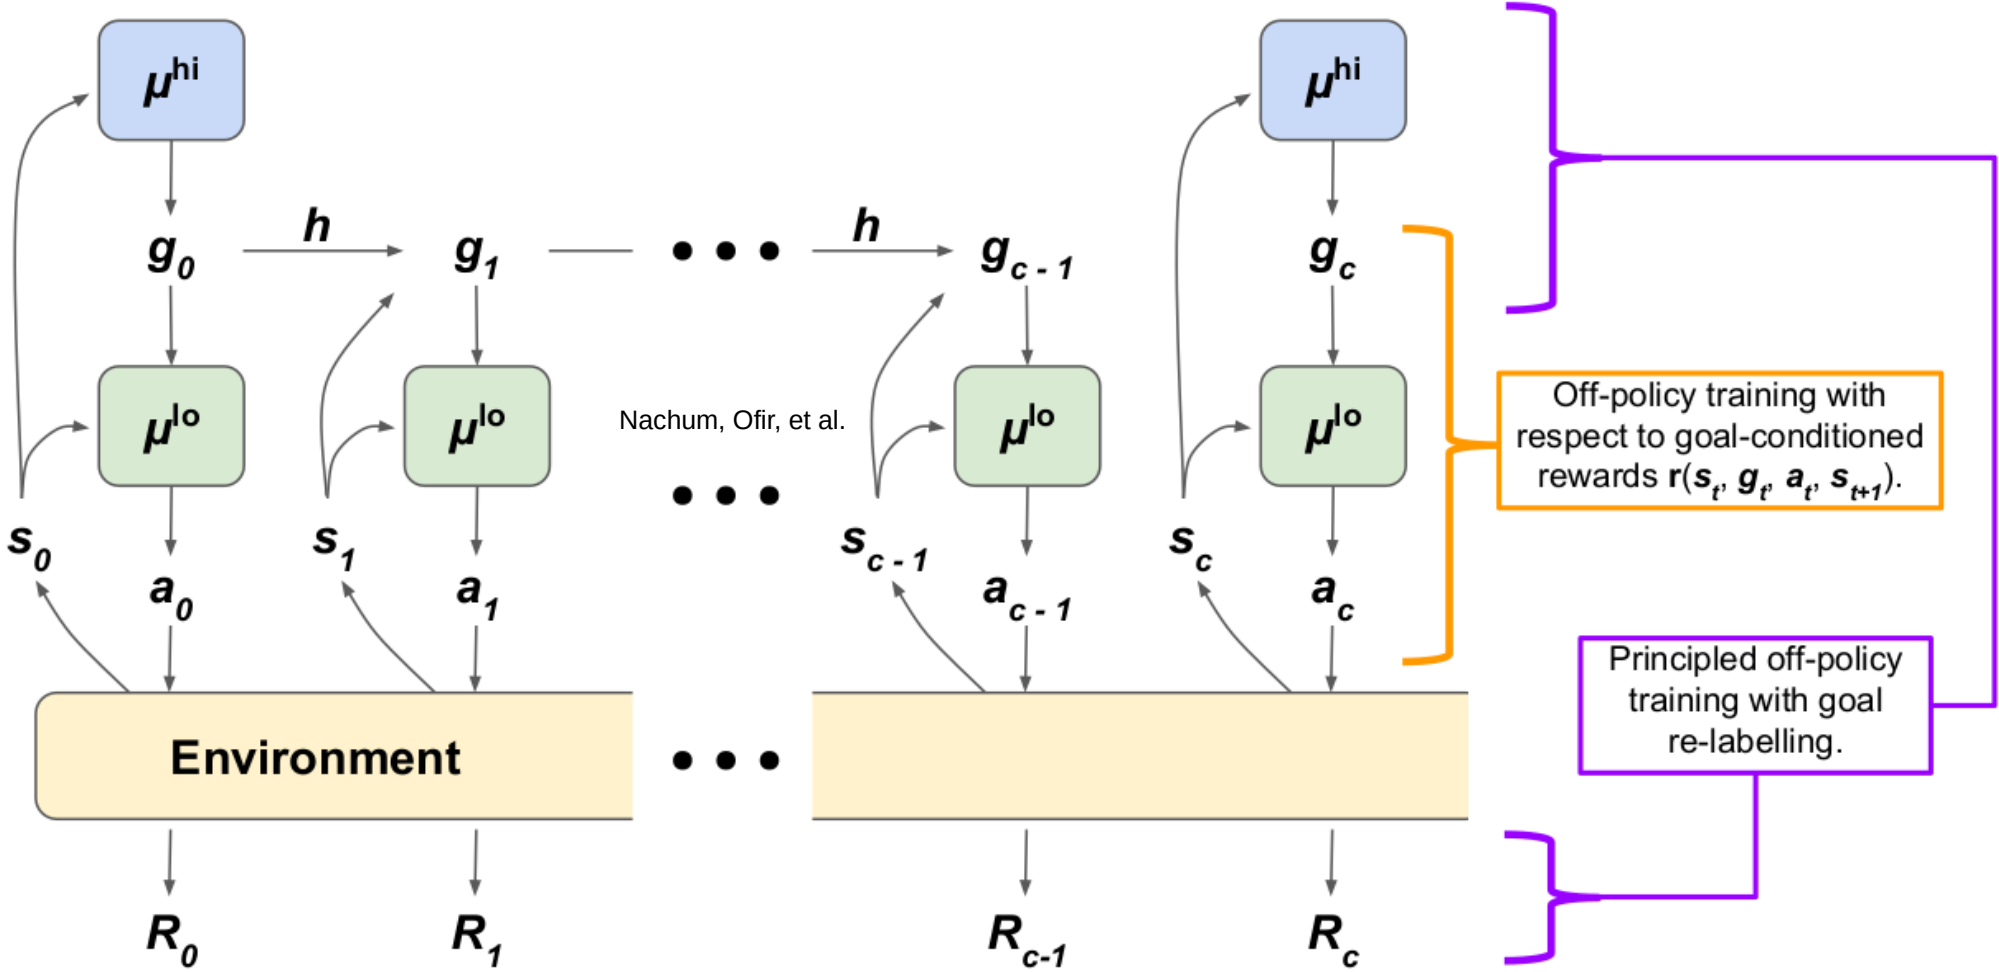 μhi
μhi
h
h
g0
g1
gc - 1
gc
μlo
μlo
μlo
μlo
Nachum, Ofir, et al.
Off-policy training with
respect to goal-conditioned
rewards r(st, gt, at, st+1).
s0
s1
sc - 1
sc
a0
a1
ac - 1
ac
Principled off-policy
training with goal
re-labelling.
Environment
R0
R1
Rc-1
Rc